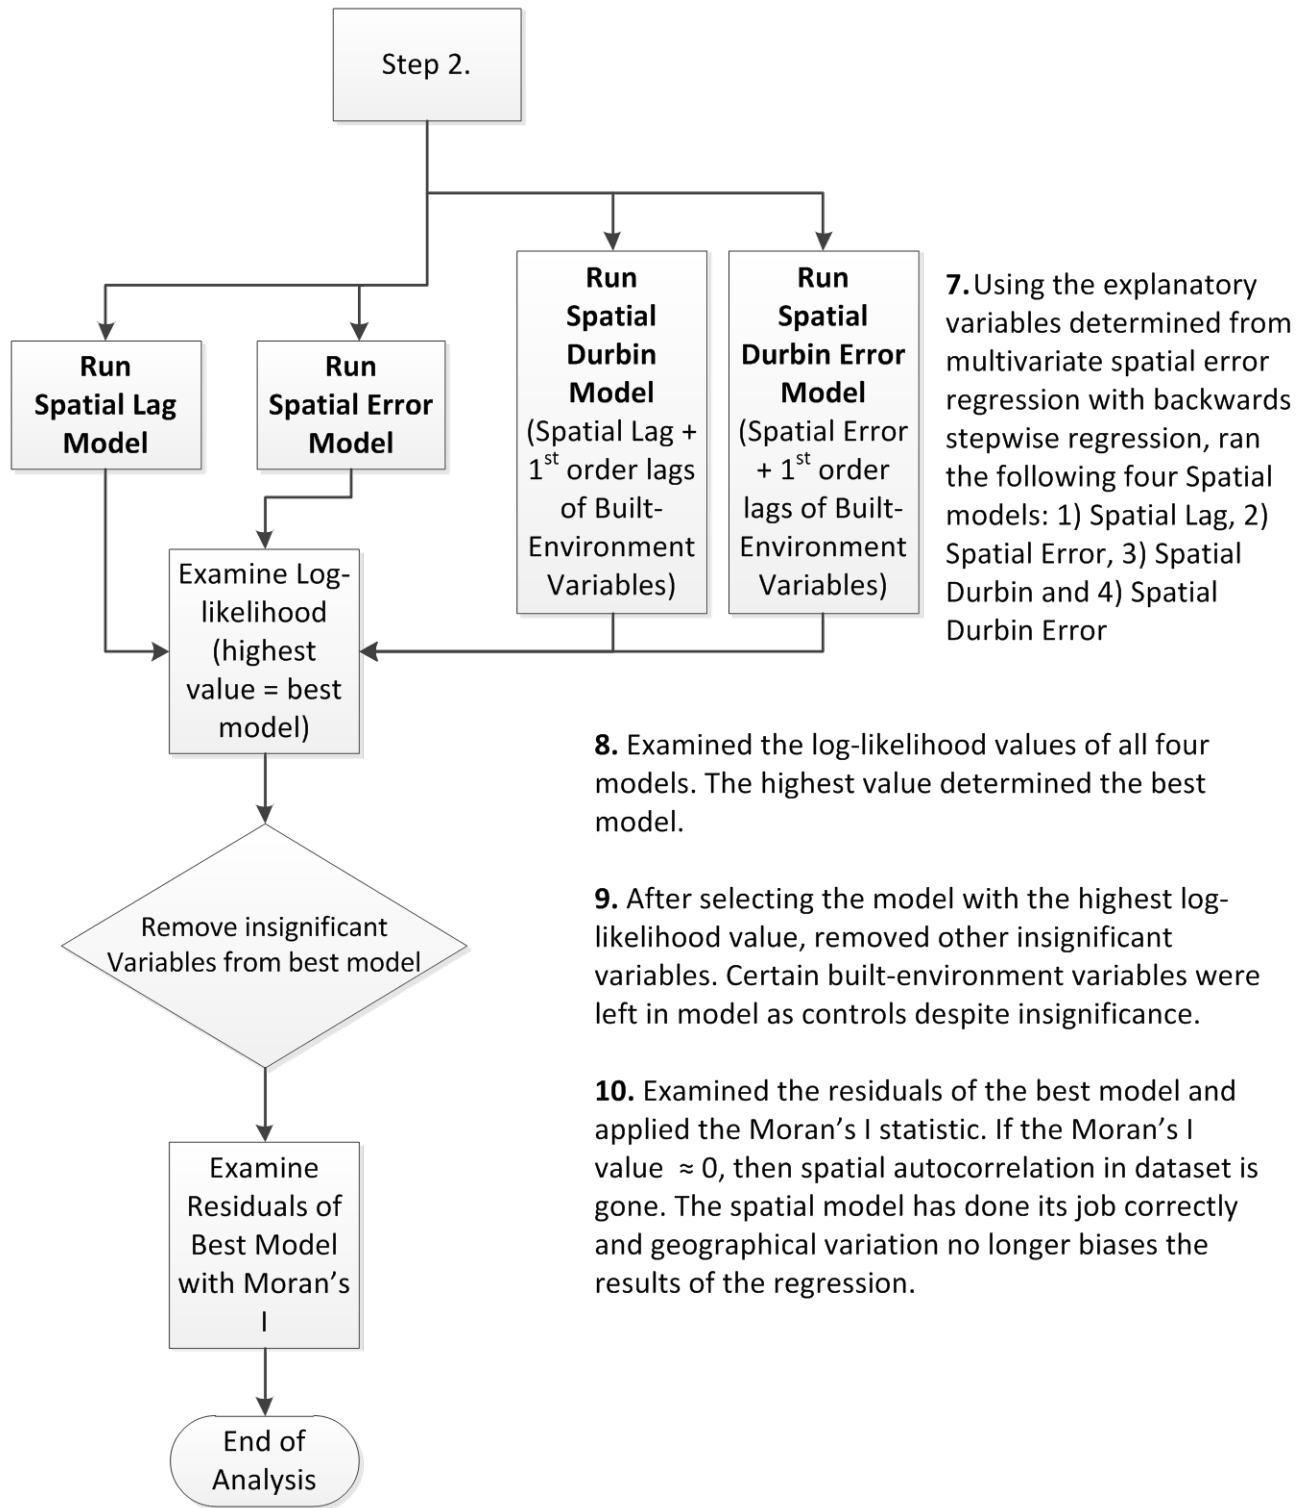 Step 2.
Run
Spatial Lag
Model
Run
Spatial Error
Model
Run
Spatial
Durbin
Model
(Spatial Lag +
1st order lags
of Built-
Environment
Variables)
Run
Spatial
Durbin Error
Model
(Spatial Error
+ 1st order
lags of Built-
Environment
Variables)
7. Using the explanatory
variables determined from
multivariate spatial error
regression with backwards
stepwise regression, ran
the following four Spatial
models: 1) Spatial Lag, 2)
Spatial Error, 3) Spatial
Durbin and 4) Spatial
Durbin Error
Examine Log-
likelihood
(highest
value = best
model)
8. Examined the log-likelihood values of all four
models. The highest value determined the best
model.
Remove insignificant
Variables from best model
9. After selecting the model with the highest log-
likelihood value, removed other insignificant
variables. Certain built-environment variables were
left in model as controls despite insignificance.
10. Examined the residuals of the best model and
applied the Moran’s I statistic. If the Moran’s I
value ≈ 0, then spatial autocorrelation in dataset is
gone. The spatial model has done its job correctly
and geographical variation no longer biases the
results of the regression.
Examine
Residuals of
Best Model
with Moran’s
I
End of
Analysis